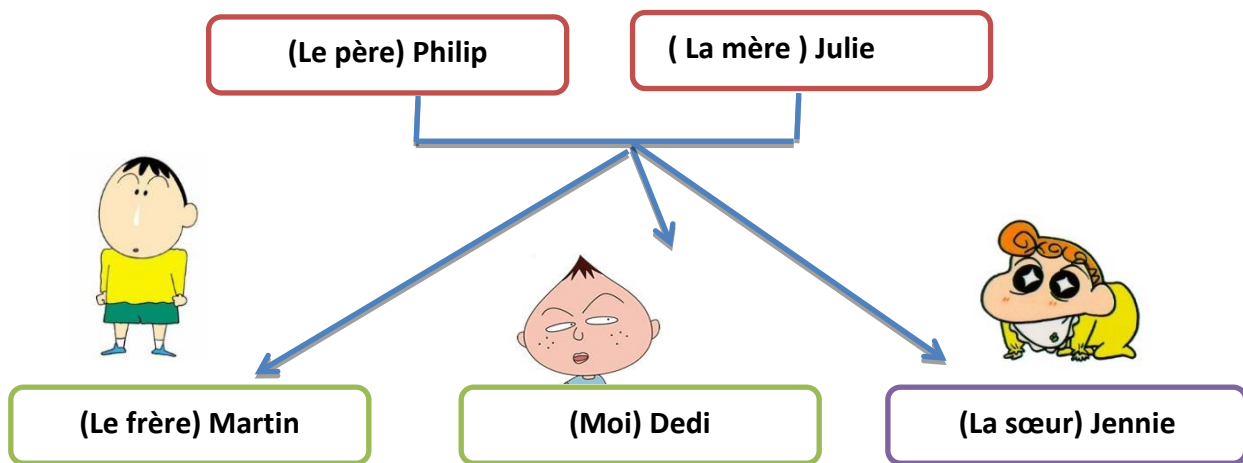 (Le père) Philip
( La mère ) Julie
(Le frère) Martin
(Moi) Dedi
(La sœur) Jennie